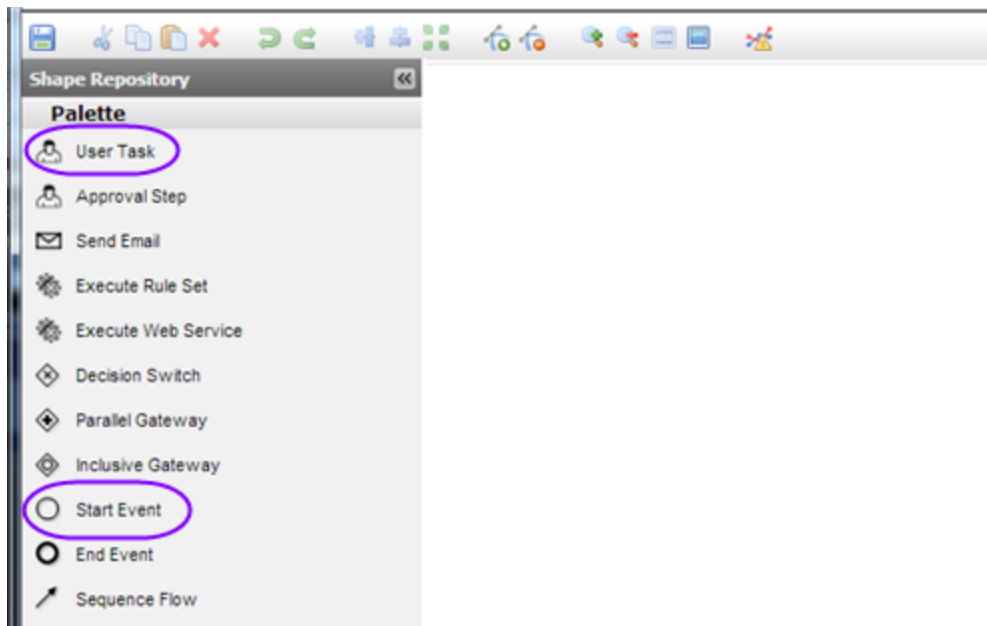 Shape Repository
Palette
User Task
Approval Step
Send Email
Execute Rule Set
Execute Web Service
Decision Switch
Parallel Gateway
Inclusive Gateway
Start Event
End Event
Sequence Flow